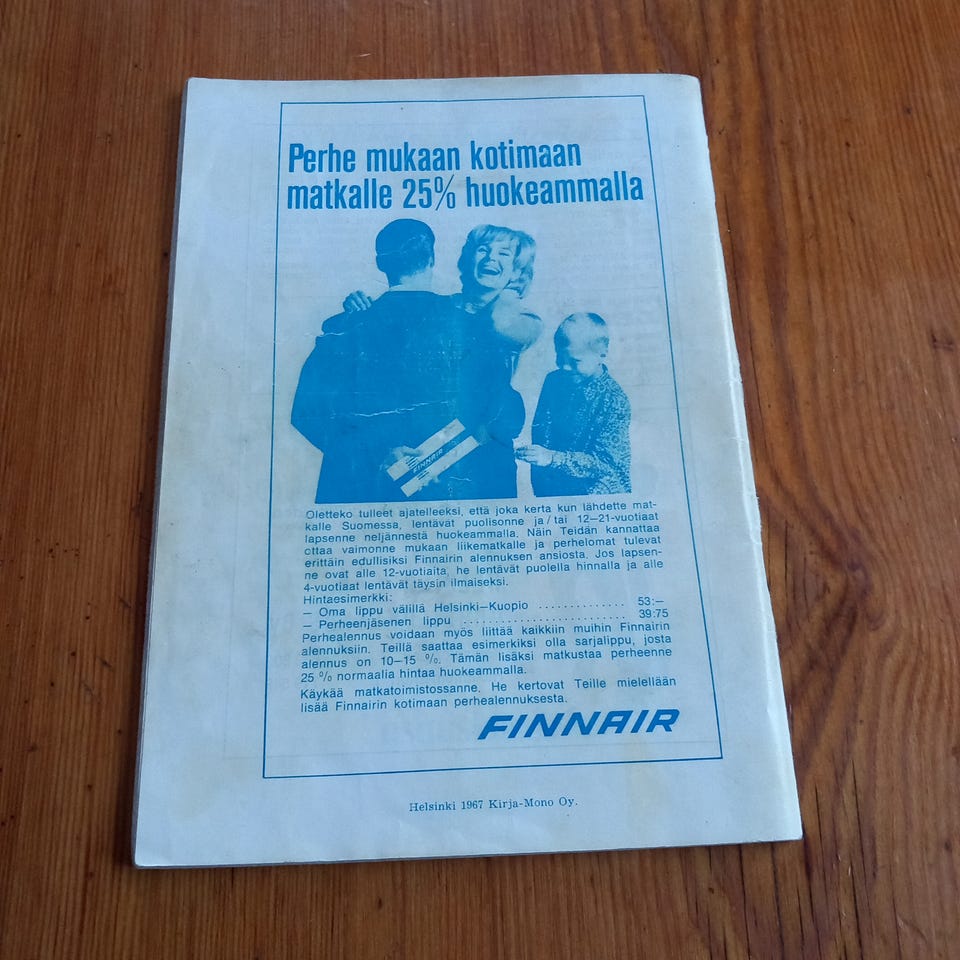 Perhe mukaan kotimaan
matkalle 25% huokeammalla
FINNAIR
Oletteko tulleet ajatelleeksi, että joka kerta kun lähdette mat-
kalle Suomessa, lentävät puolisonne ja/tai 12—21-vuotiaat
lapsenne neljännestä huokeammalla. Näin Teidän kannattaa
ottaa vaimonne mukaan liikematkalle ja perhelomat tulevat
erittäin edullisiksi Finnairin alennuksen ansiosta. Jos lapsen-
ne ovat alle 12-vuotiaita, he lentävät puolella hinnalla ja alle
4-vuotiaat lentävät täysin ilmaiseksi.
Hintaesimerkki:
— Oma lippu välillä Helsinki—Kuopio .............. 53:—
— Perheenjäsenen lippu .......................... 39:75
Perhealennus voidaan myös liittää kaikkiin muihin Finnairin
alennuksiin. Teillä saattaa esimerkiksi olla sarjalippu, josta
alennus on 10—15 %. Tämän lisäksi matkustaa perheenne
25 % normaalia hintaa huokeammalla.
Käykää matkatoimistossanne. He kertovat Teille mielellään
lisää Finnairin kotimaan perhealennuksesta.
FINNAIR
Helsinki 1967 Kirja-Mono Oy.